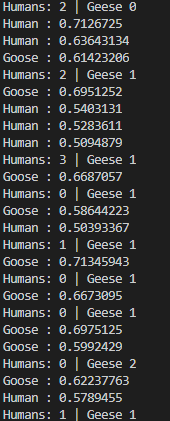 Humans: 2 | Geese 0
Human : 0.7126725
Human : 0.63643134
Goose : 0.61423206
Humans: 2 | Geese 1
Goose : 0.6951252
Human : 0.5403131
Human : 0.5283611
Human : 0.5094879
Humans: 3 | Geese 1
Goose : 0.6687057
Humans: 0 | Geese 1
Goose : 0.58644223
Human : 0.50393367
Humans: 1 | Geese 1
Goose : 0.71345943
Humans: 0 | Geese 1
Goose : 0.6673095
Humans: 0 | Geese 1
Goose : 0.6975125
Goose : 0.5992429
Humans: 0 | Geese 2
Goose : 0.62237763
Human : 0.5789455
Humans: 1 | Geese 1